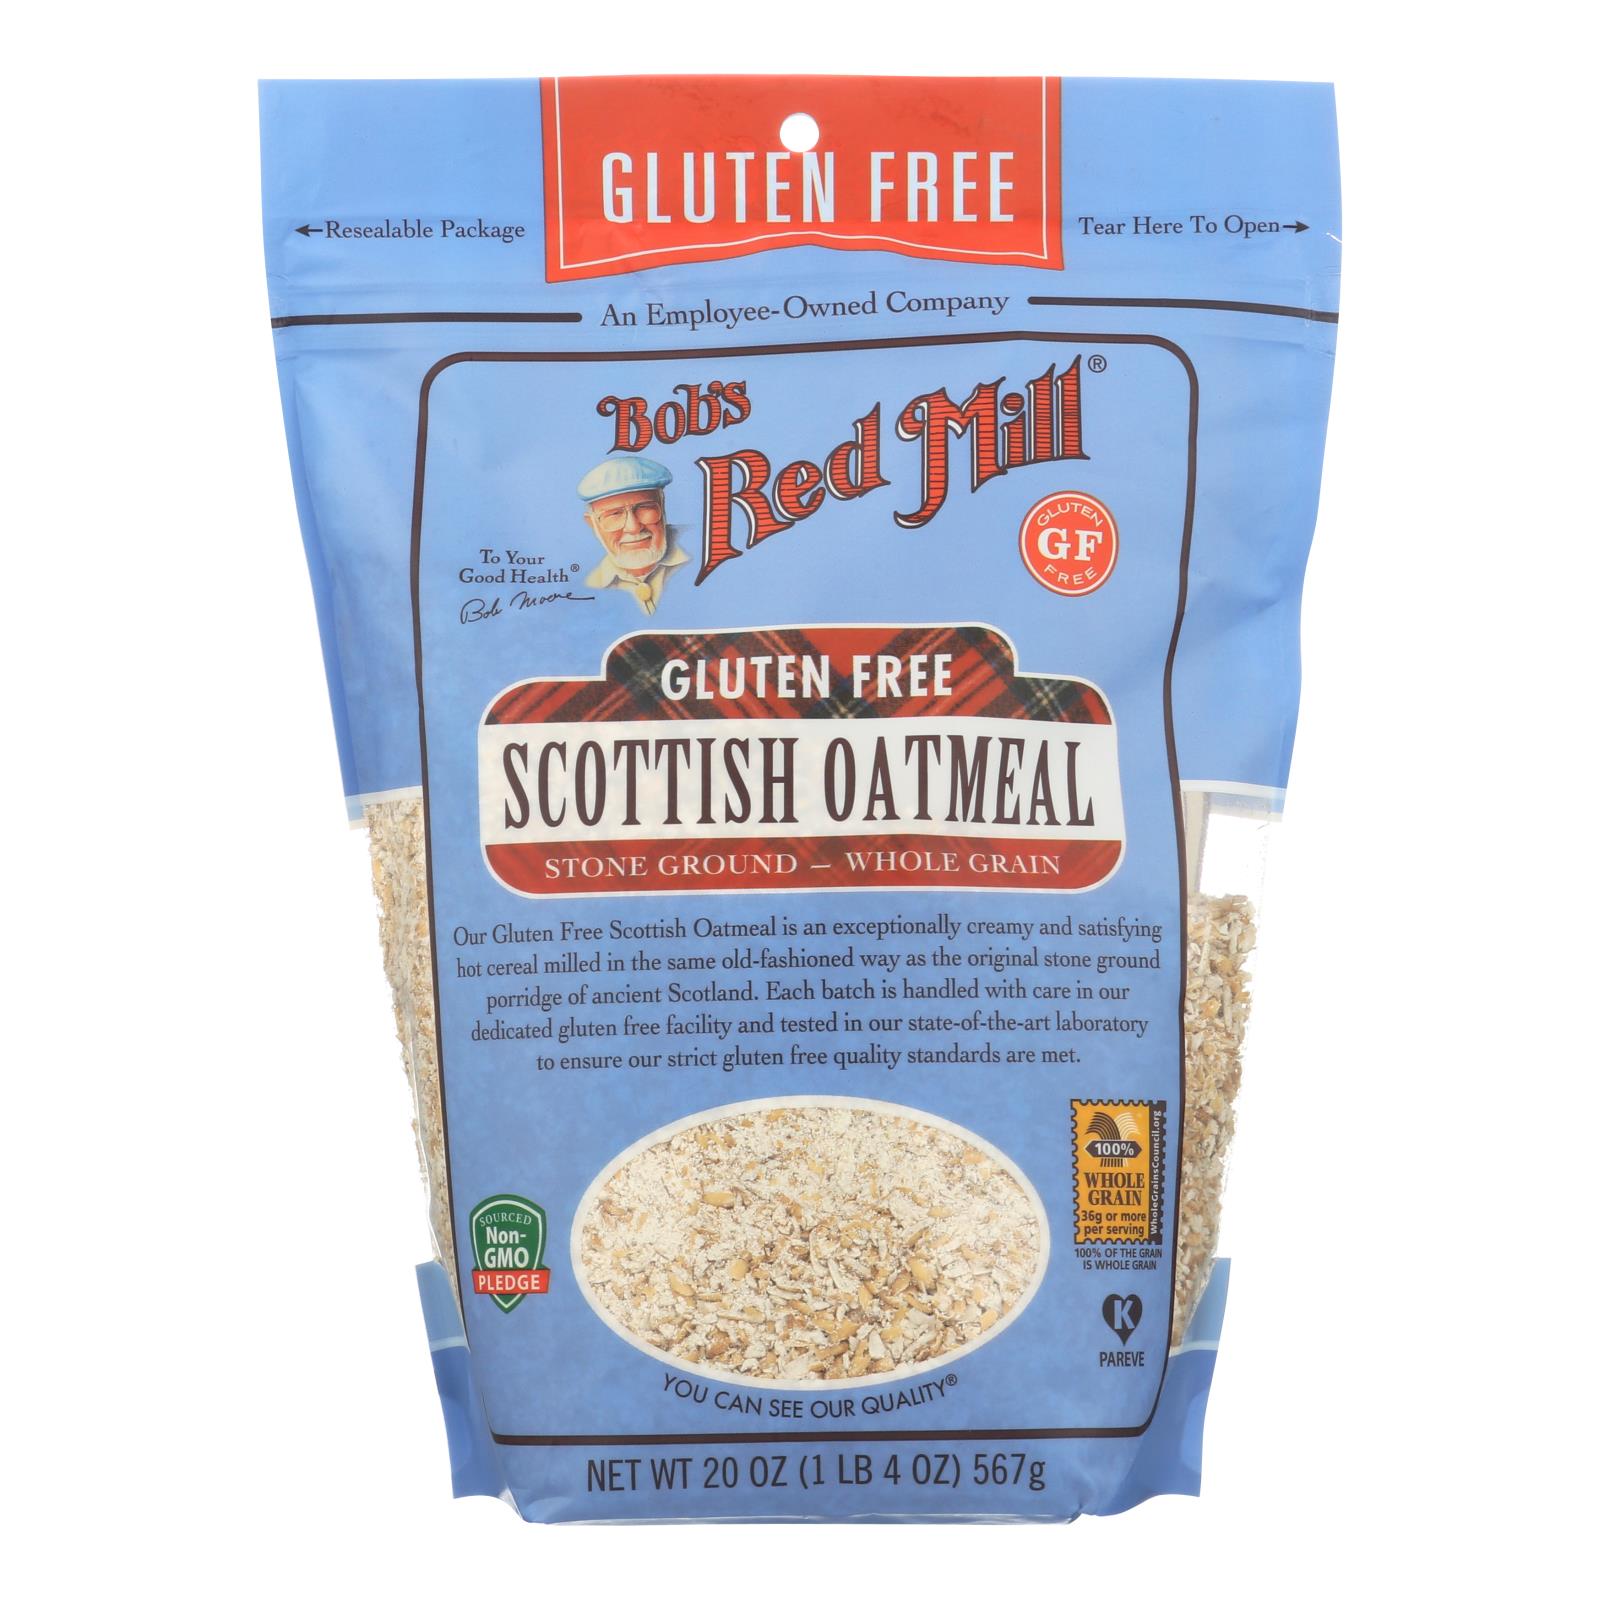 GLUTEN FREE
←Resealable Package
Tear Here To Open→
An Employee-Owned Company
Bob's
Red Mill®
To Your
Good Health®
Bob Moore
GLUTEN
GF
FREE
GLUTEN FREE
SCOTTISH OATMEAL
STONE GROUND – WHOLE GRAIN
Our Gluten Free Scottish Oatmeal is an exceptionally creamy and satisfying
hot cereal milled in the same old-fashioned way as the original stone ground
porridge of ancient Scotland. Each batch is handled with care in our
dedicated gluten free facility and tested in our state-of-the-art laboratory
to ensure our strict gluten free quality standards are met.
SOURCED
Non-
GMO
PLEDGE
100%
WHOLE
GRAIN
36g or more
per serving
WholeGrainsCouncil.org
100% OF THE GRAIN
IS WHOLE GRAIN
K
PAREVE
YOU CAN SEE OUR QUALITY®
NET WT 20 OZ (1 LB 4 OZ) 567g